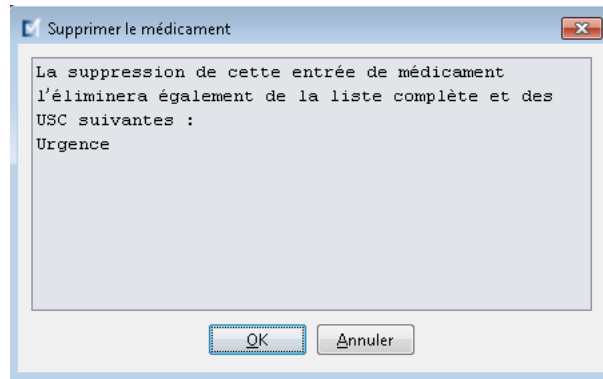 Supprimer le médicament
La suppression de cette entrée de médicament
l'éliminera également de la liste complète et des
USC suivantes :
Urgence
OK
Annuler